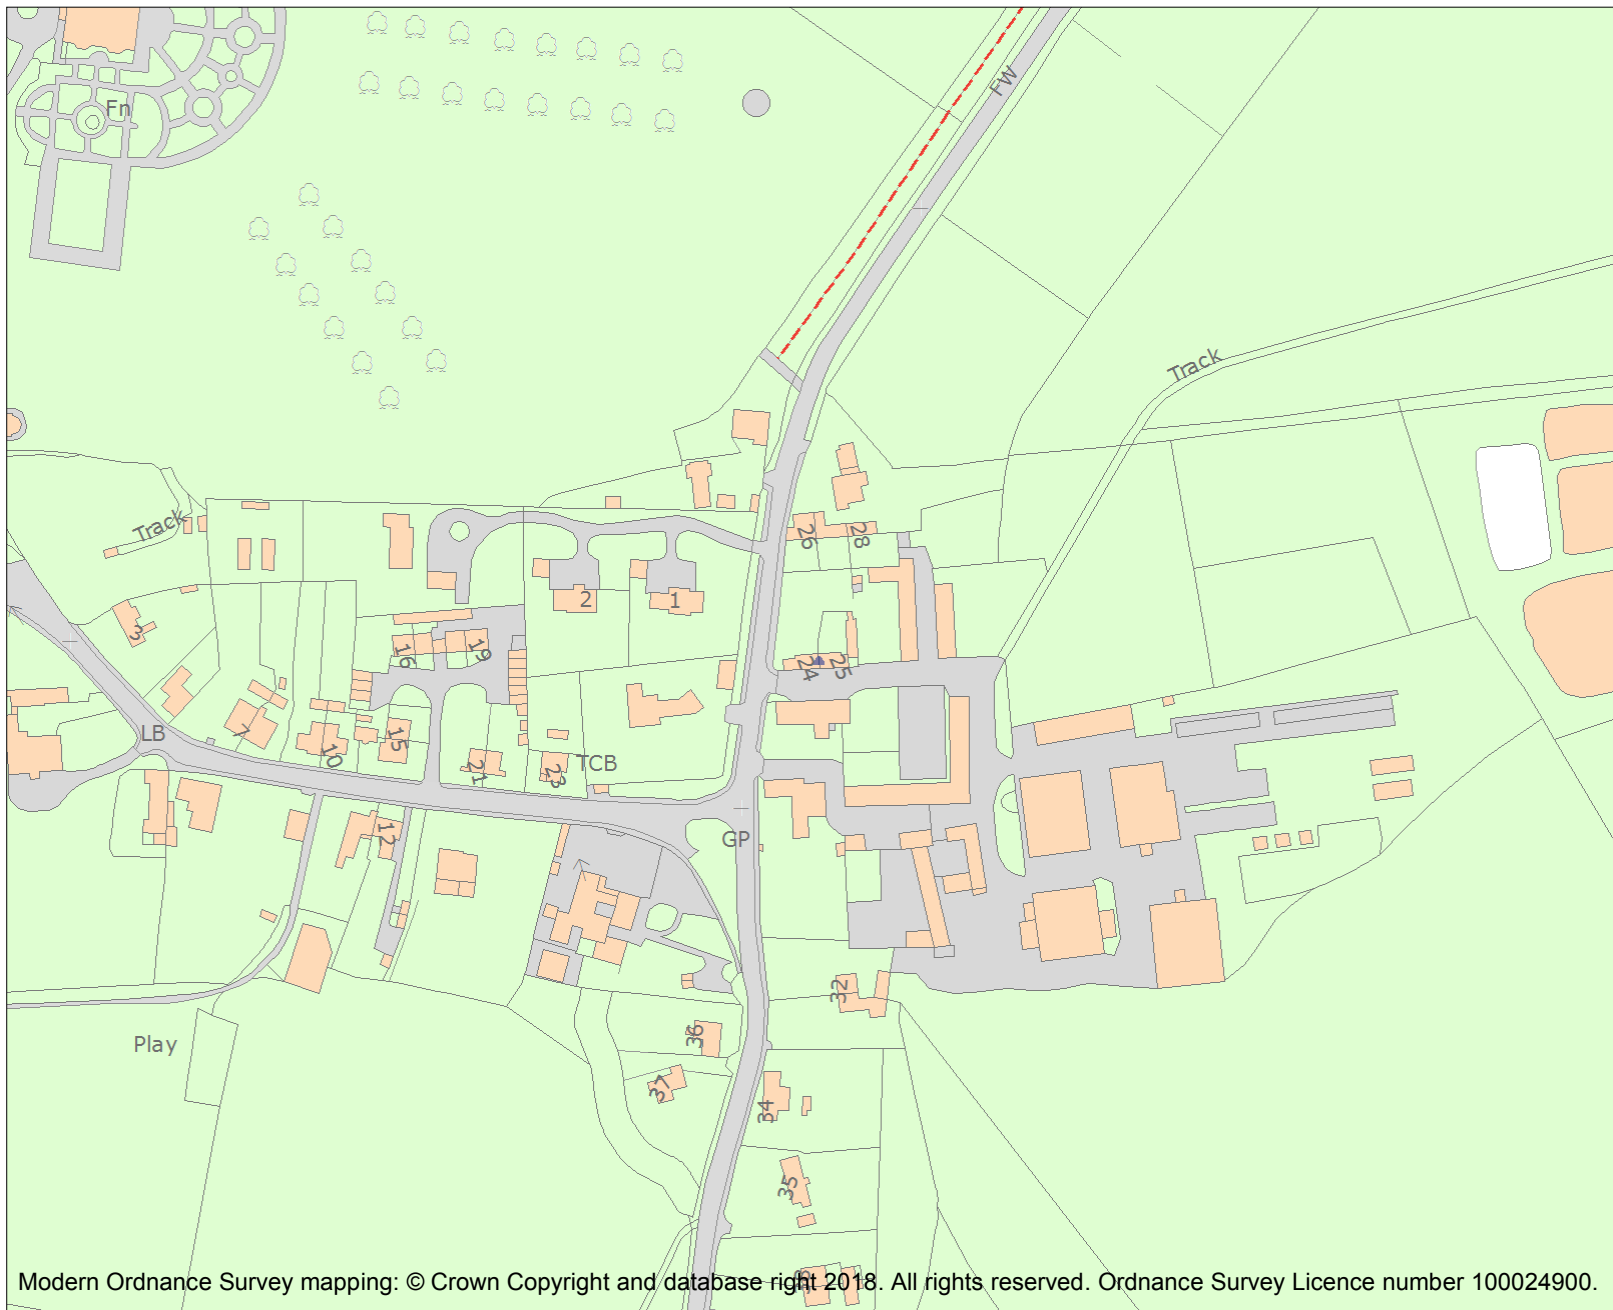 FW
Fn
Track
Track
26
28
2
1
3
16
19
24
25
7
LB
10
15
21
23
TCB
12
GP
32
36
Play
37
34
35
Modern Ordnance Survey mapping: © Crown Copyright and database right 2018. All rights reserved. Ordnance Survey Licence number 100024900.